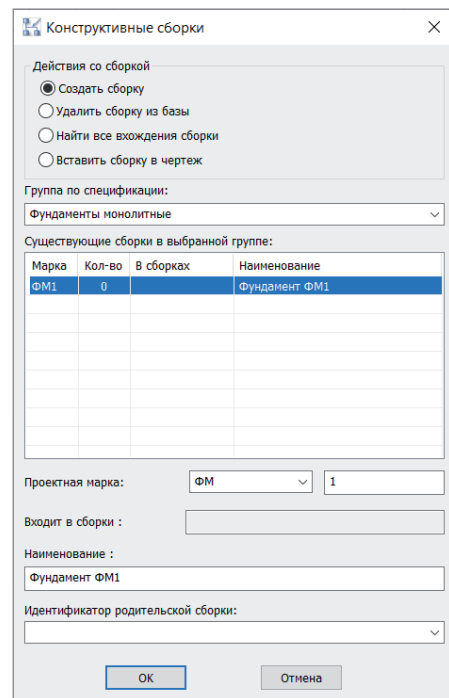 Конструктивные сборки
Действия со сборкой
Создать сборку
Удалить сборку из базы
Найти все вхождения сборки
Вставить сборку в чертеж
Группа по спецификации:
Фундаменты монолитные
Существующие сборки в выбранной группе:
Марка Кол-во В сборках Наименование
ФМ1 0 Фундамент ФМ1
Проектная марка: ФМ 1
Входит в сборки :
Наименование :
Фундамент ФМ1
Идентификатор родительской сборки:
OK Отмена